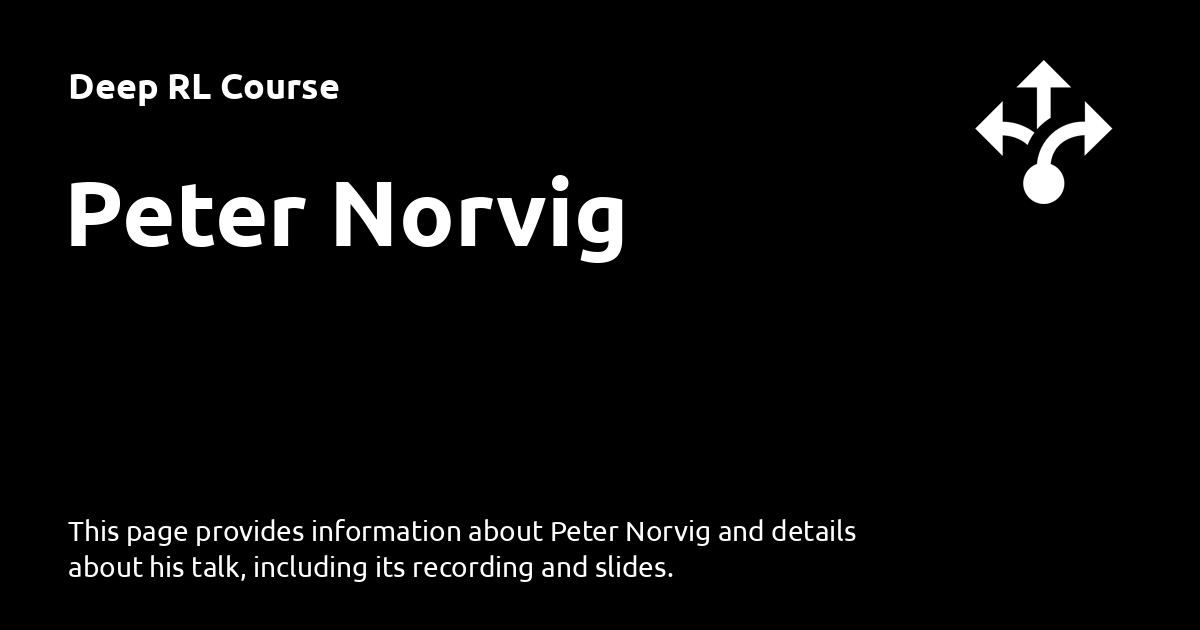 Deep RL Course
Peter Norvig
This page provides information about Peter Norvig and details
about his talk, including its recording and slides.